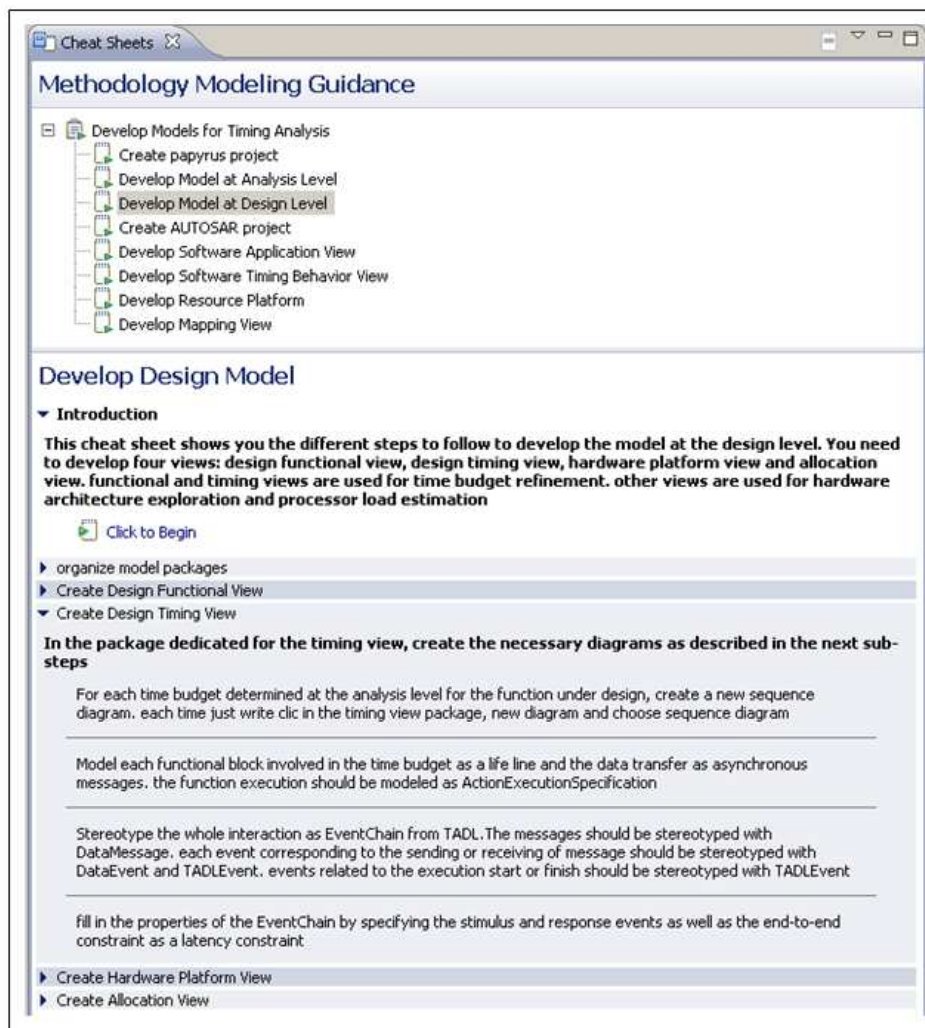 Cheat Sheets
Methodology Modeling Guidance
Develop Models for Timing Analysis
Create papyrus project
Develop Model at Analysis Level
Develop Model at Design Level
Create AUTOSAR project
Develop Software Application View
Develop Software Timing Behavior View
Develop Resource Platform
Develop Mapping View
Develop Design Model
Introduction
This cheat sheet shows you the different steps to follow to develop the model at the design level. You need
to develop four views: design functional view, design timing view, hardware platform view and allocation
view. functional and timing views are used for time budget refinement. other views are used for hardware
architecture exploration and processor load estimation
Click to Begin
organize model packages
Create Design Functional View
Create Design Timing View
In the package dedicated for the timing view, create the necessary diagrams as described in the next sub-
steps
For each time budget determined at the analysis level for the function under design, create a new sequence
diagram. each time just write clic in the timing view package, new diagram and choose sequence diagram
Model each functional block involved in the time budget as a life line and the data transfer as asynchronous
messages. the function execution should be modeled as ActionExecutionSpecification
Stereotype the whole interaction as EventChain from TADL.The messages should be stereotyped with
DataMessage. each event corresponding to the sending or receiving of message should be stereotyped with
DataEvent and TADLEvent. events related to the execution start or finish should be stereotyped with TADLEvent
fill in the properties of the EventChain by specifying the stimulus and response events as well as the end-to-end
constraint as a latency constraint
Create Hardware Platform View
Create Allocation View